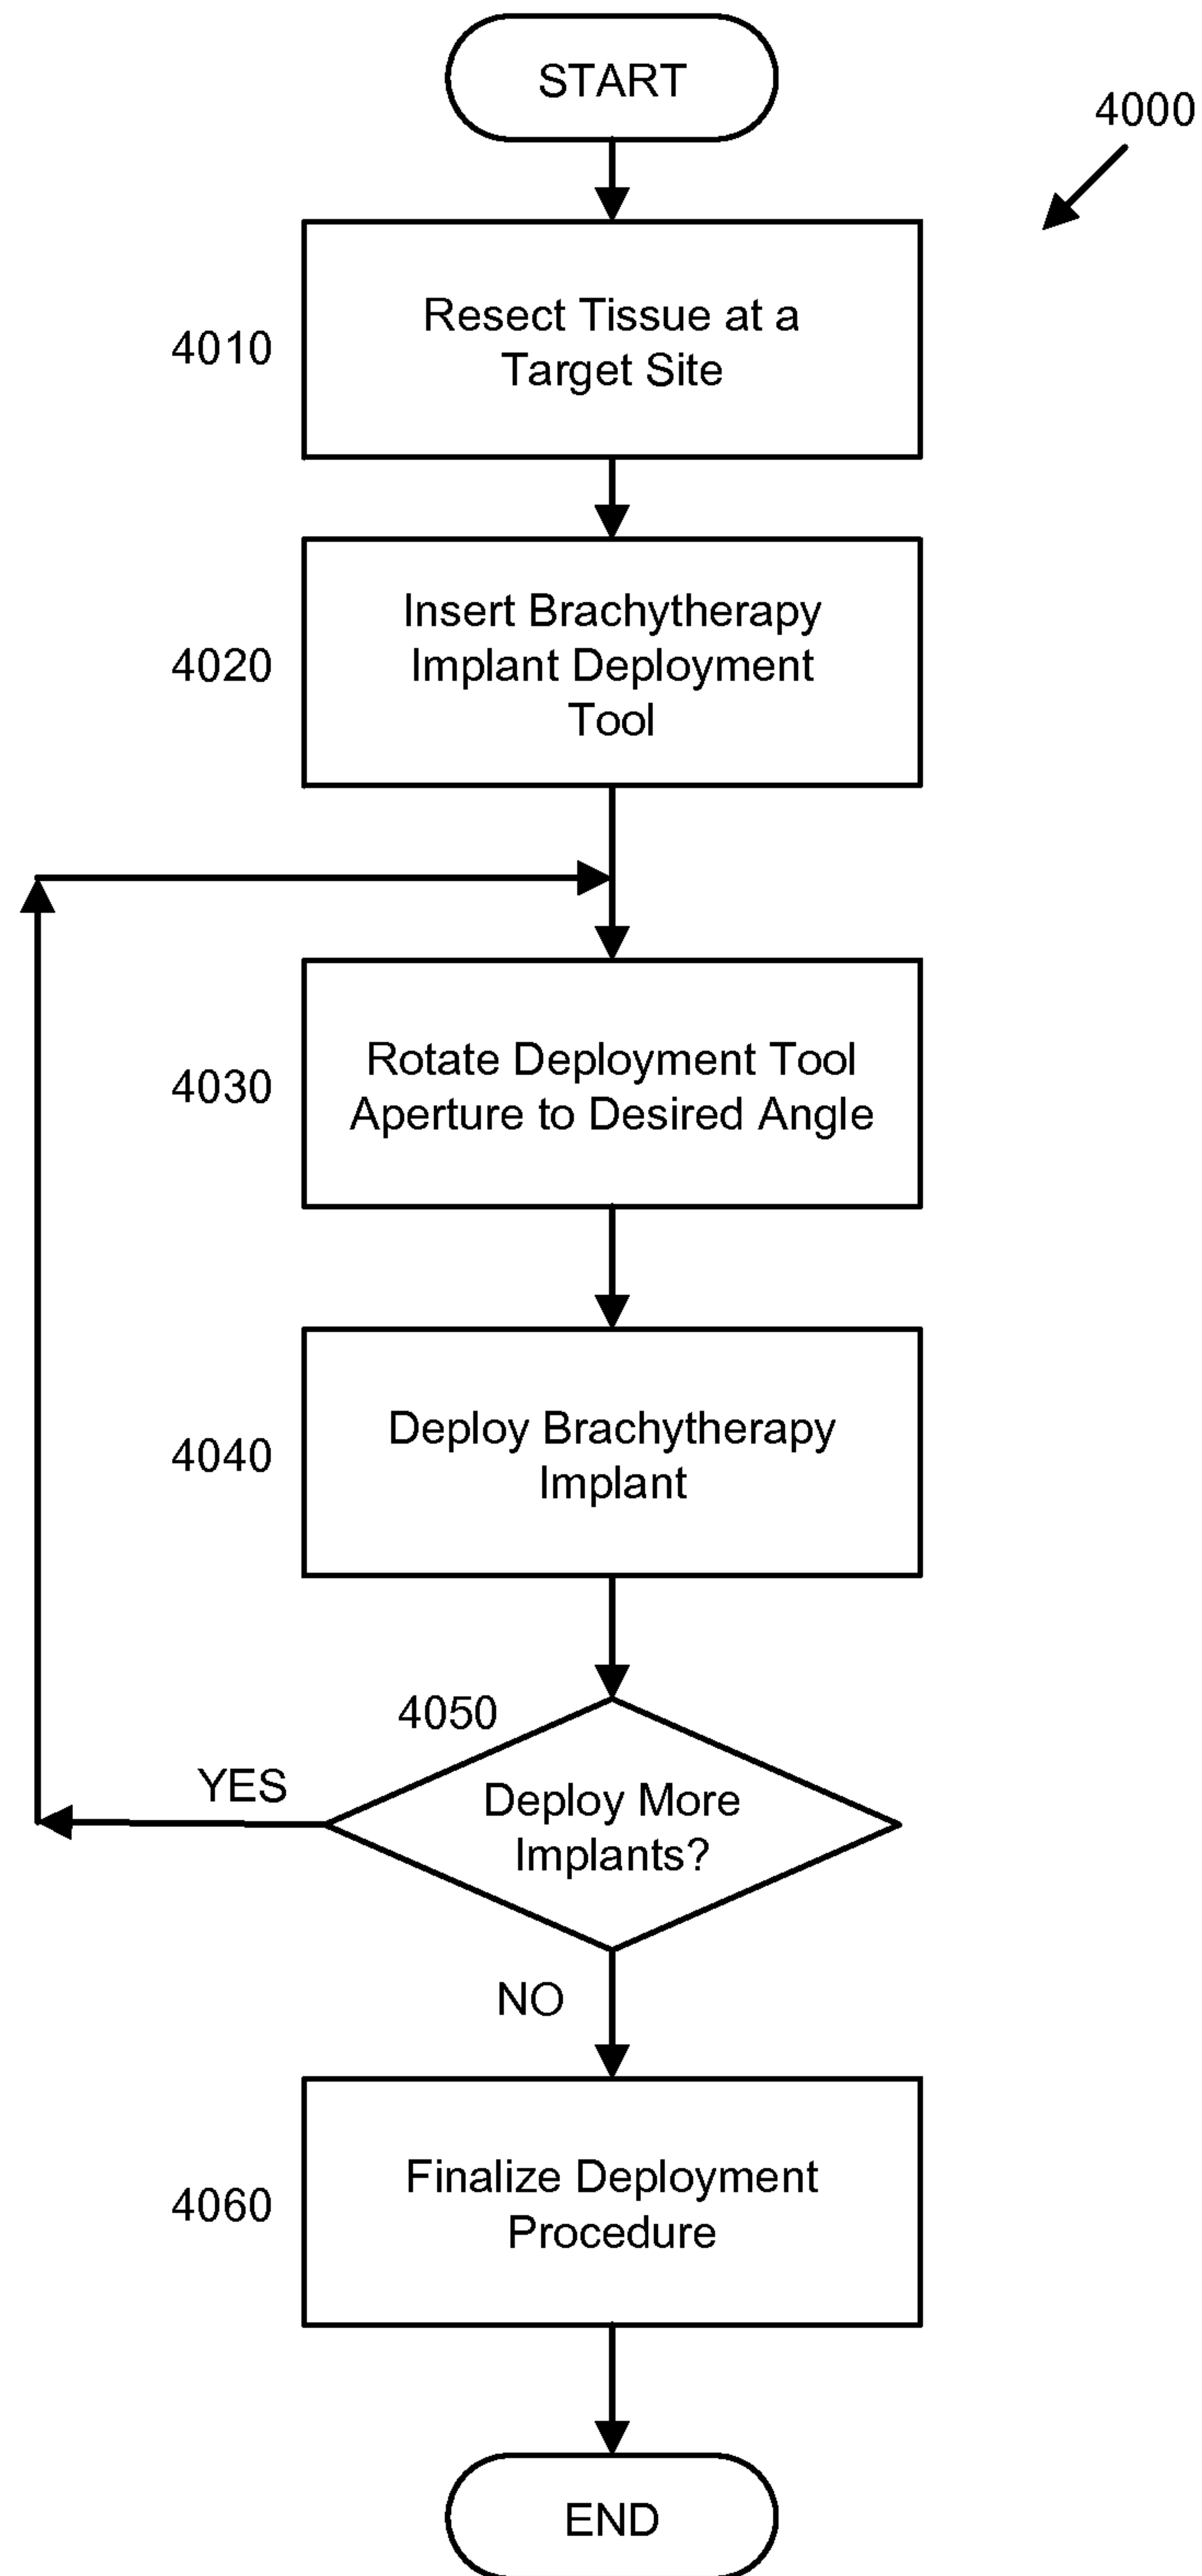 START
4000
4010
Resect Tissue at a
Target Site
4020
Insert Brachytherapy
Implant Deployment
Tool
4030
Rotate Deployment Tool
Aperture to Desired Angle
4040
Deploy Brachytherapy
Implant
4050
YES
Deploy More
Implants?
NO
4060
Finalize Deployment
Procedure
END